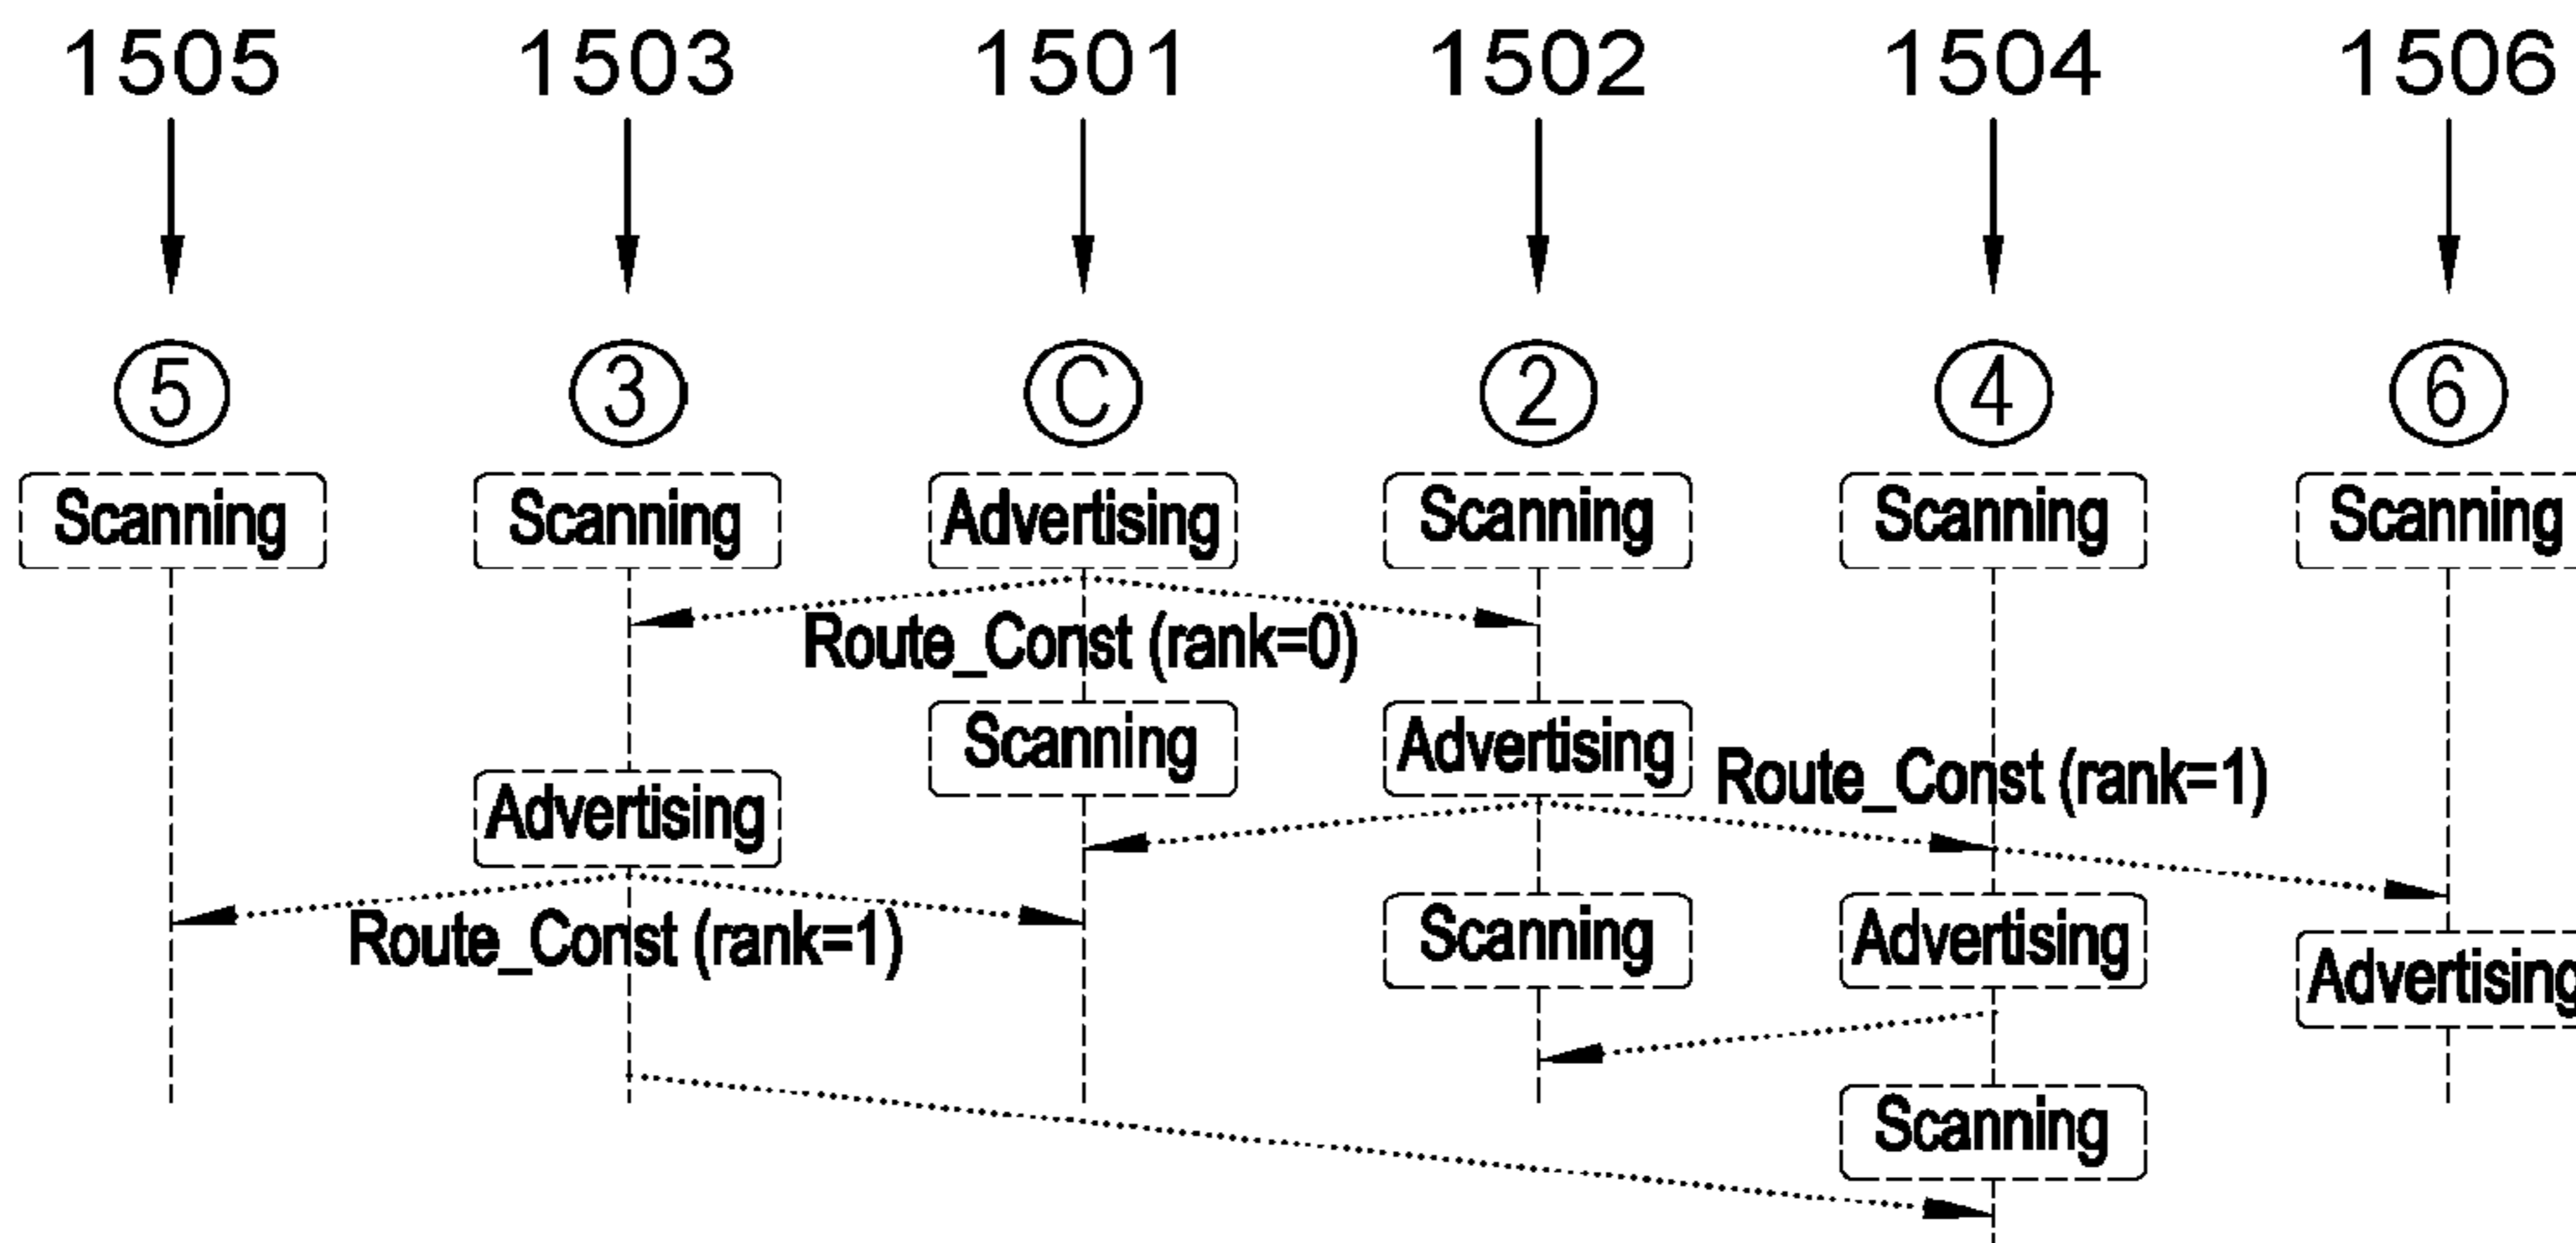 1505 1503 1501 1502 1504 1506
5 3 C 2 4 6
Scanning Scanning Advertising Scanning Scanning Scanning
Route_Const (rank=0)
Scanning Advertising
Route_Const (rank=1)
Advertising
Route_Const (rank=1)
Scanning Advertising
Advertising
Scanning